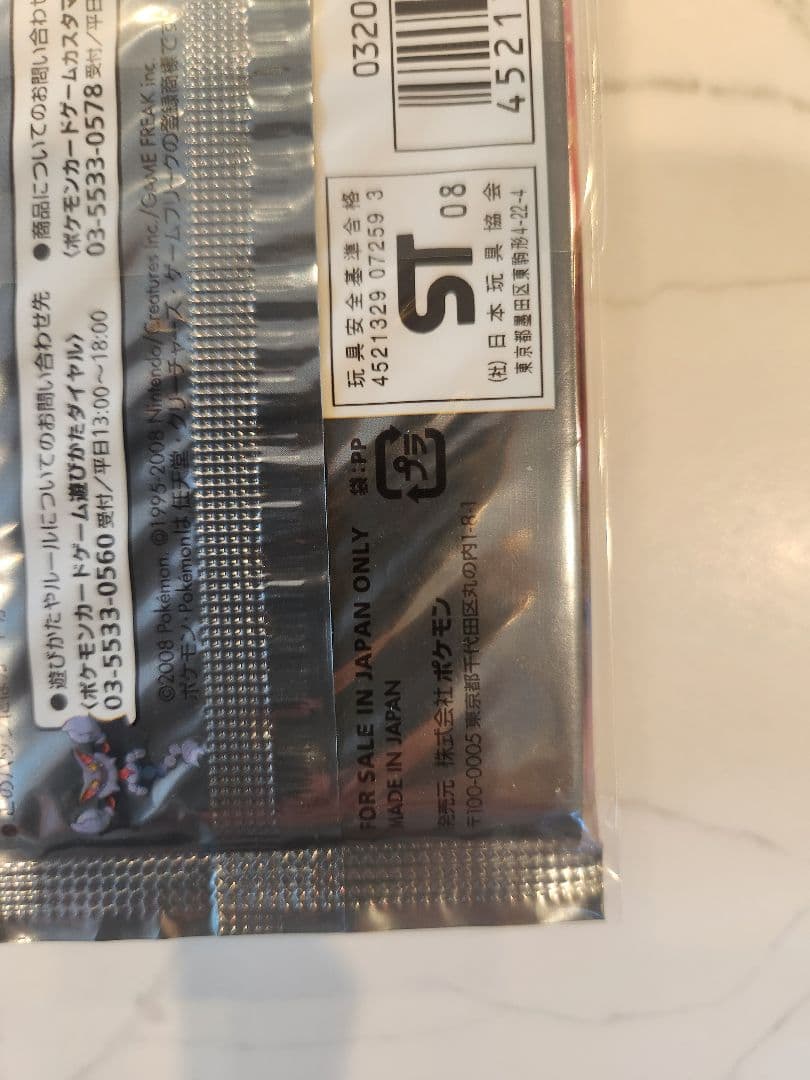 ●遊びかたやルールについてのお問い合わせ先
〈ポケモンカードゲーム遊びかたダイヤル〉
03-5533-0560 受付/平日13:00〜18:00
●商品についてのお問い合わせ
〈ポケモンカードゲームカスタマ
03-5533-0578 受付/平日
©2008 Pokémon. ©1995-2008 Nintendo/Creatures inc./GAME FREAK inc.
ポケモン・Pokémonは任天堂・クリーチャーズ・ゲームフリークの登録商標です
FOR SALE IN JAPAN ONLY
MADE IN JAPAN
袋:PP
プラ
発売元 株式会社ポケモン
〒100-0005 東京都千代田区丸の内1-8-1
玩具安全基準合格
4521329 07259 3
ST 08
(社)日本玩具協会
東京都墨田区東駒形4-22-4
0320
4521